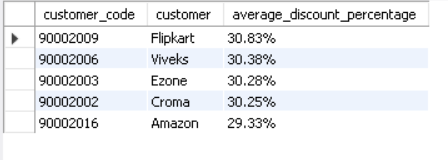 customer_code customer average_discount_percentage
90002009 Flipkart 30.83%
90002006 Viveks 30.38%
90002003 Ezone 30.28%
90002002 Croma 30.25%
90002016 Amazon 29.33%